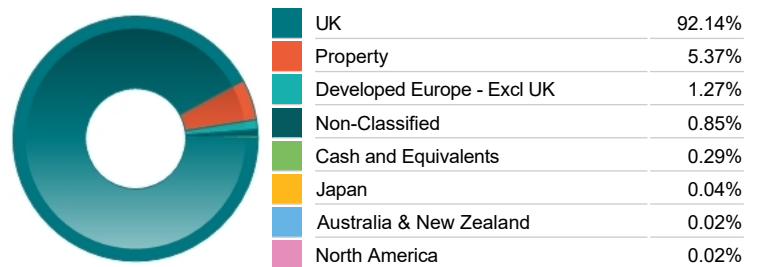 UK 92.14%
Property 5.37%
Developed Europe - Excl UK 1.27%
Non-Classified 0.85%
Cash and Equivalents 0.29%
Japan 0.04%
Australia & New Zealand 0.02%
North America 0.02%